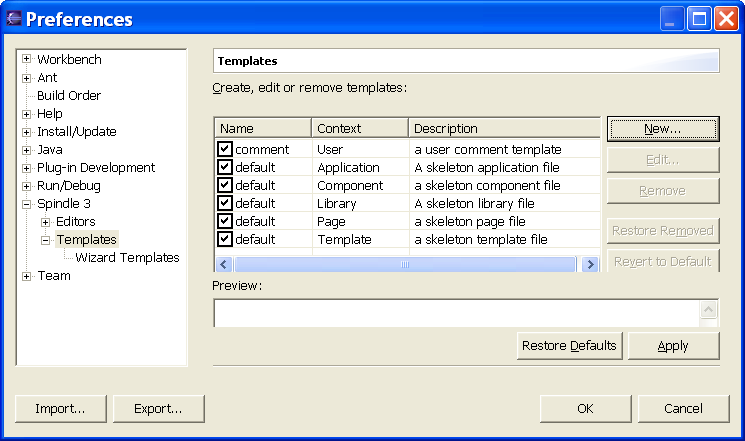 Preferences
Workbench
Ant
Build Order
Help
Install/Update
Java
Plug-in Development
Run/Debug
Spindle 3
Editors
Templates
Wizard Templates
Team
Templates
Create, edit or remove templates:
Name Context Description
comment User a user comment template
default Application A skeleton application file
default Component a skeleton component file
default Library A skeleton library file
default Page a skeleton page file
default Template a skeleton template file
New...
Edit...
Remove
Restore Removed
Revert to Default
Preview:
Restore Defaults Apply
Import... Export... OK Cancel